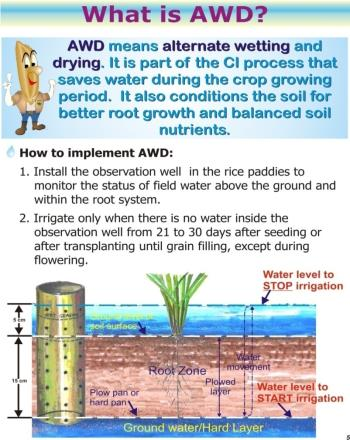 What is AWD?
AWD means alternate wetting and
drying. It is part of the CI process that
saves water during the crop growing
period. It also conditions the soil for
better root growth and balanced soil
nutrients.
How to implement AWD:
1. Install the observation well in the rice paddies to
monitor the status of field water above the ground and
within the root system.
2. Irrigate only when there is no water inside the
observation well from 21 to 30 days after seeding or
after transplanting until grain filling, except during
flowering.
Water level to
STOP irrigation
5 cm
soil surface
15 cm
Root Zone
Water
movement
Plowed
layer
Plow pan or
hard pan
Water level to
START irrigation
Ground water/Hard Layer
5